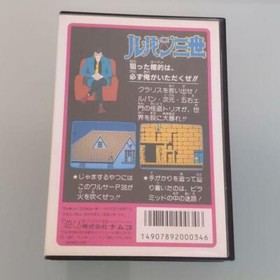 ルパン三世
狙った標的は、
必ず俺がいただくぜ!!
クラリスを救い出せ!
ルパン・次元・五右ェ
門の怪盗トリオが、世
界を股に大暴れ!!
●じゃまするやつには
このワルサーP38が
火を吹くぜッ!!
●手がかりを追って辿
り着いたのは、ピラ
ミッドの中の迷路!
株式会社ナムコ
4907892000346